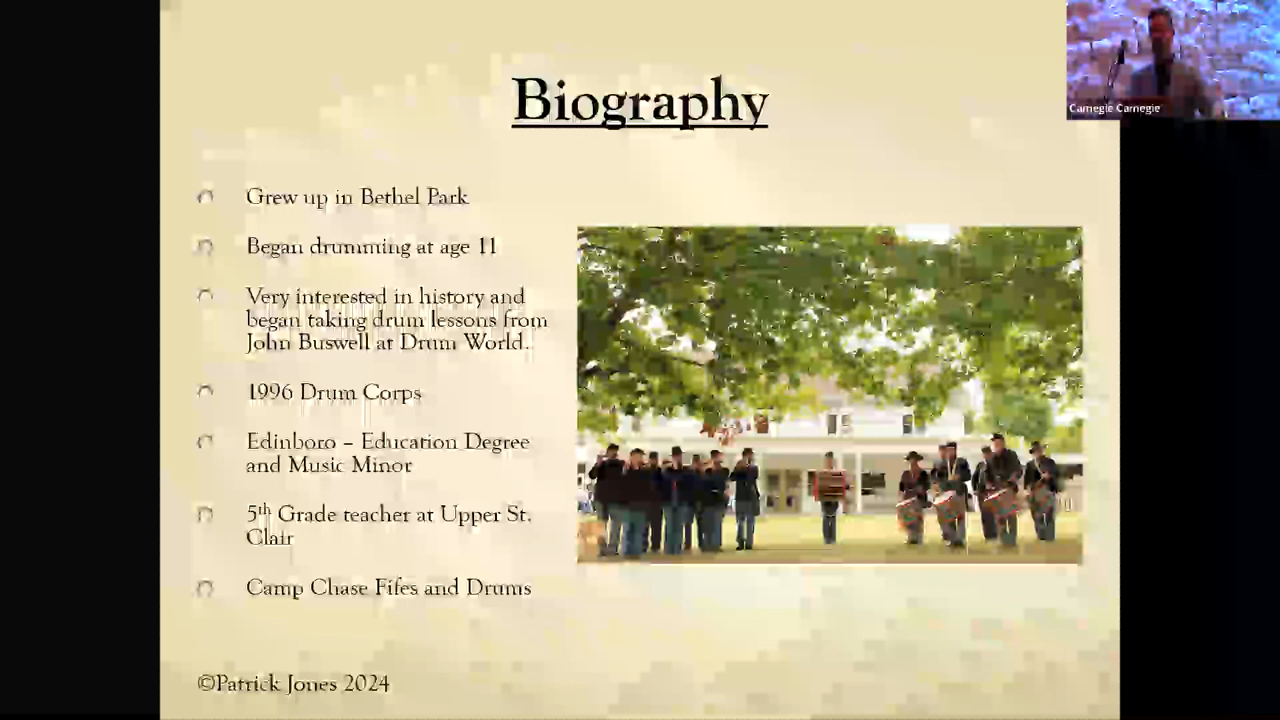 Biography
Carnegie Carnegie
Grew up in Bethel Park
Began drumming at age 11
Very interested in history and
began taking drum lessons from
John Buswell at Drum World.
1996 Drum Corps
Edinboro – Education Degree
and Music Minor
5th Grade teacher at Upper St.
Clair
Camp Chase Fifes and Drums
©Patrick Jones 2024